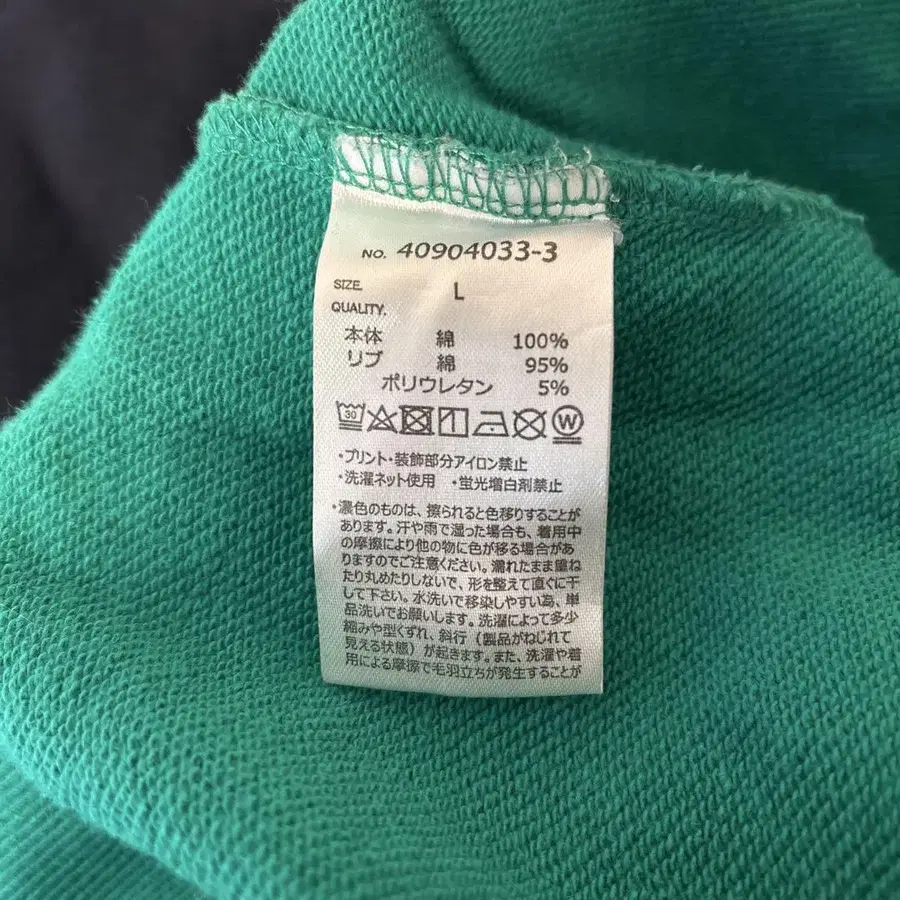 NO. 40904033-3
SIZE. L
QUALITY.
本体 綿 100%
リブ 綿 95%
ポリウレタン 5%
30 W
・プリント・装飾部分アイロン禁止
・洗濯ネット使用 ・蛍光増白剤禁止
・濃色のものは、擦られると色移りすることが
あります。汗や雨で湿った場合も、着用中
の摩擦により他の物に色が移る場合があ
りますのでご注意ください。濡れたまま重ね
たり丸めたりしないで、形を整えて直ぐに干
して下さい。水洗いで移染しやすい為、単
品洗いでお願いします。洗濯によって多少
縮みや型くずれ、斜行（製品がねじれて
見える状態）が起きます。また、洗濯や着
用による摩擦で毛羽立ちが発生することが